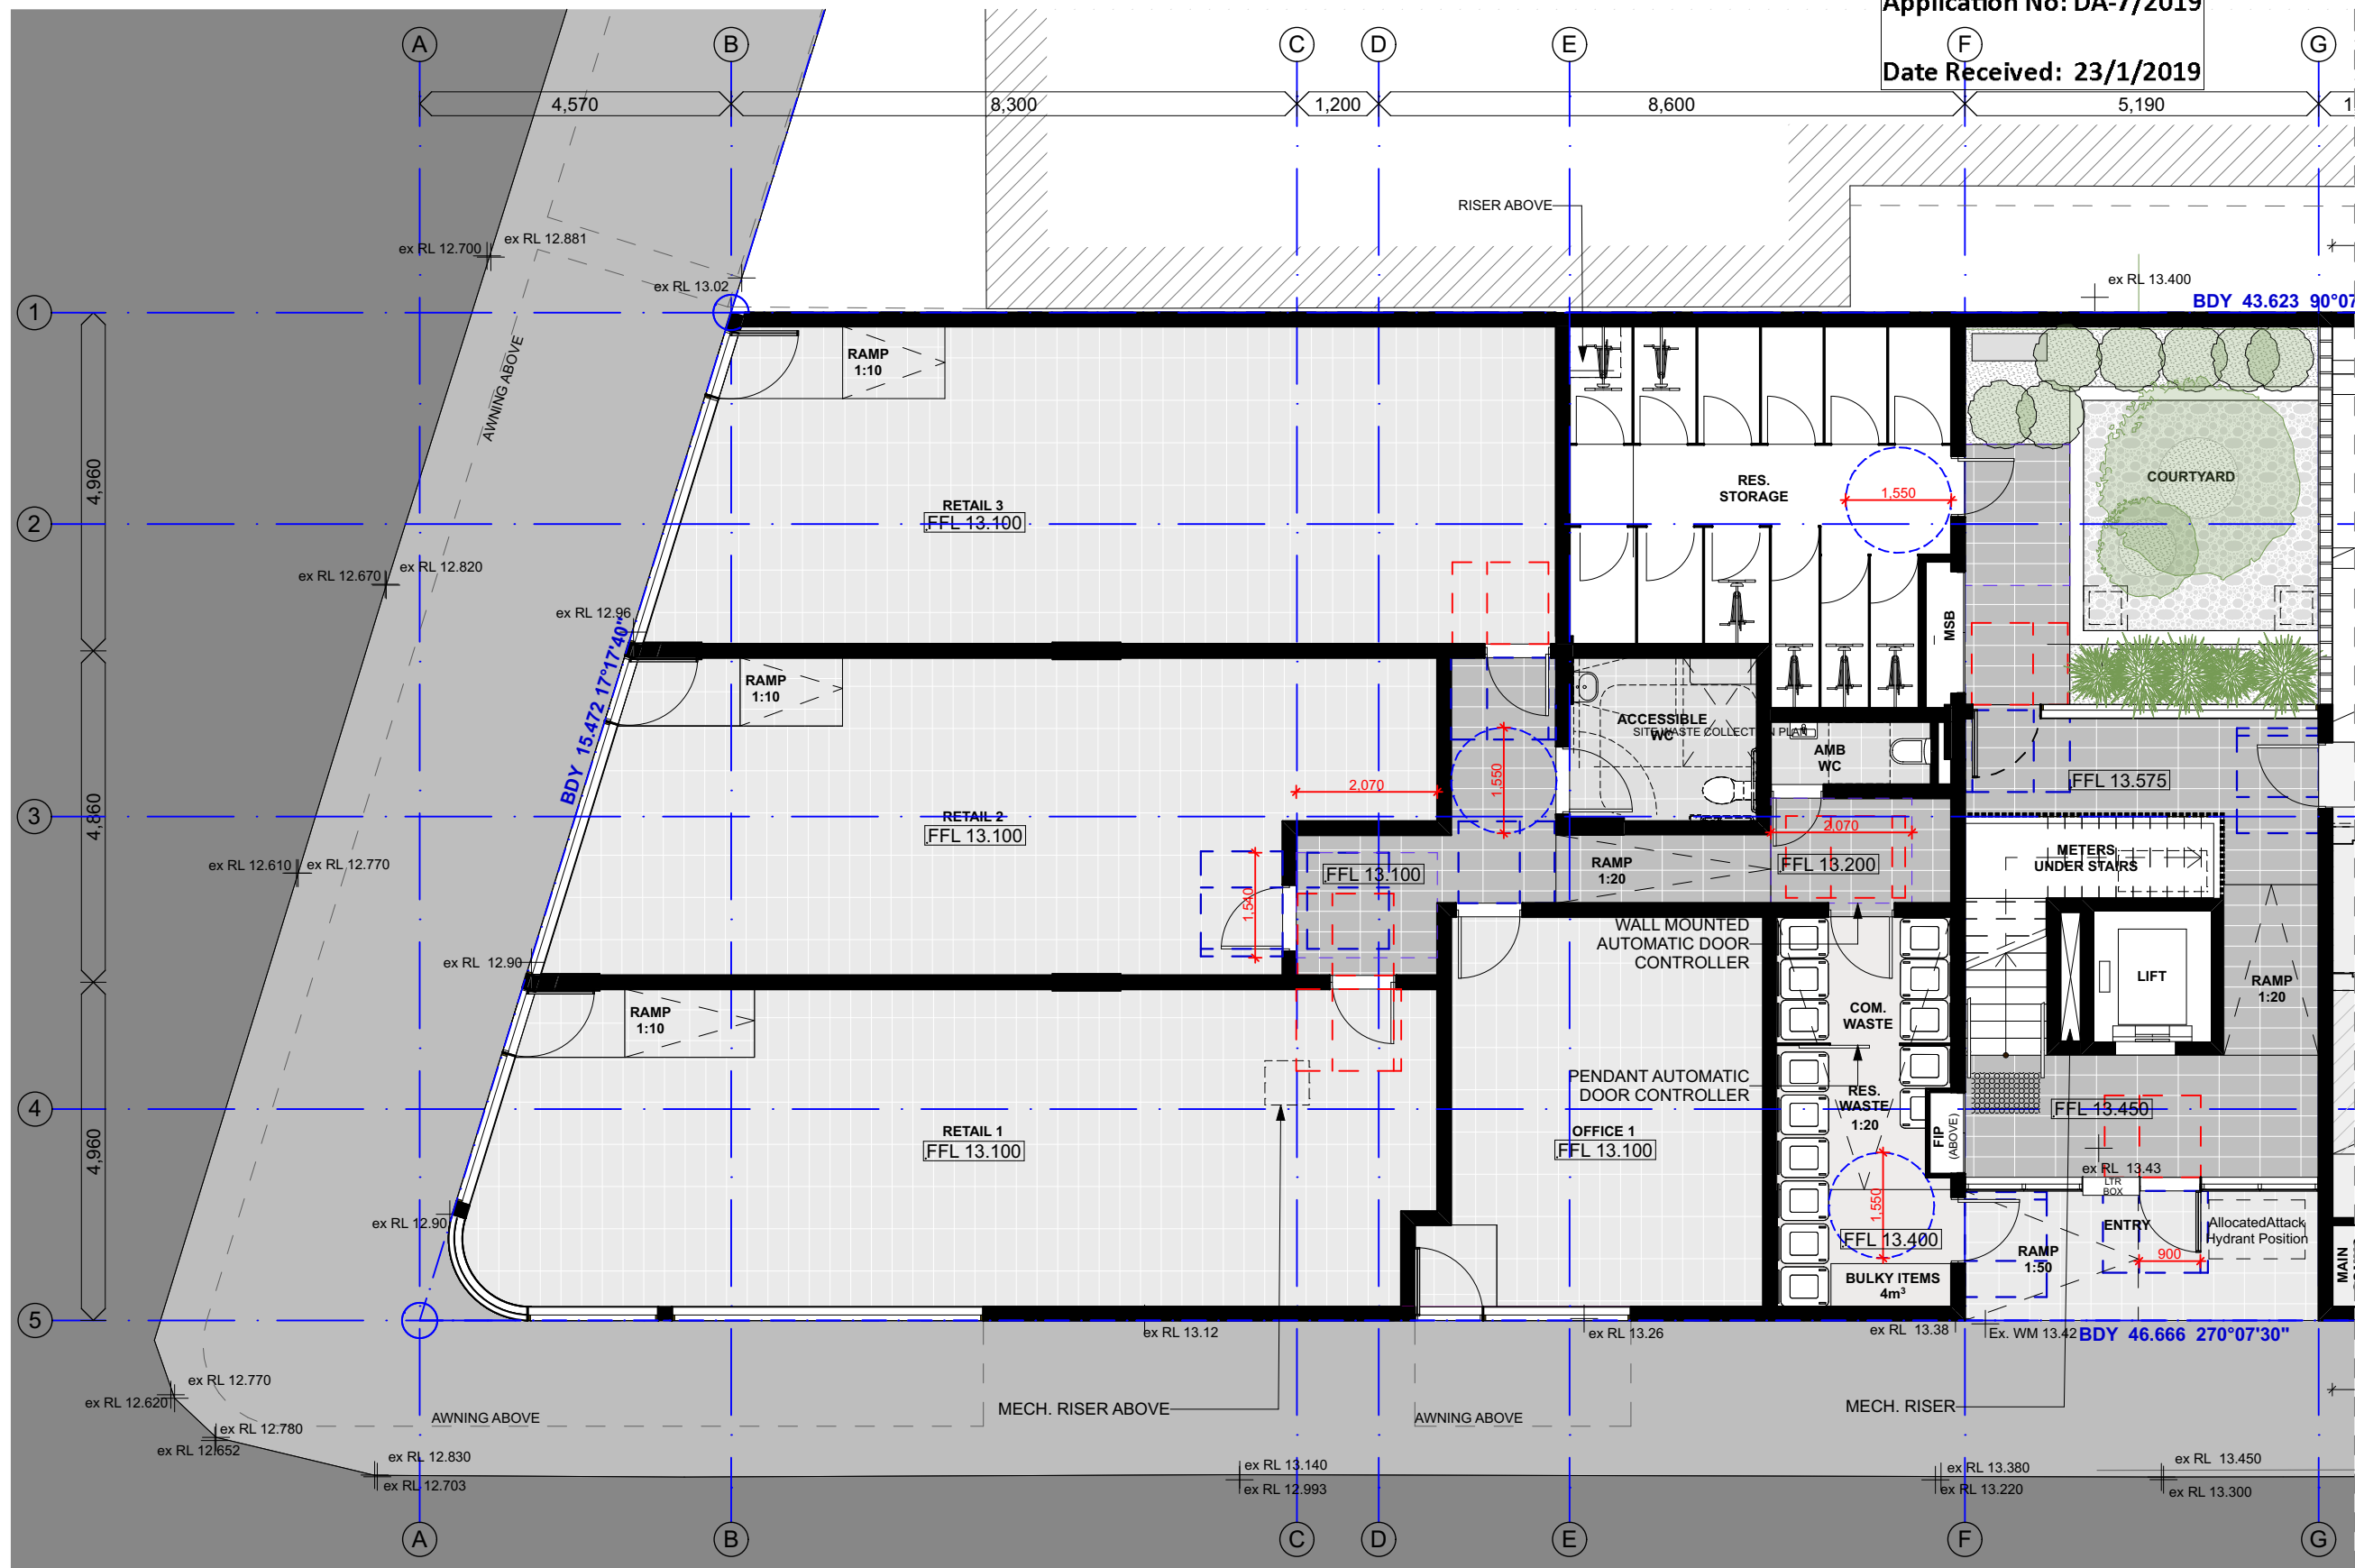 Application No: DA-7/2019
Date Received: 23/1/2019
A
B
C
D
E
F
G
4,570
8,300
1,200
8,600
5,190
RISER ABOVE
ex RL 12.700
ex RL 12.881
ex RL 13.02
ex RL 13.400
BDY 43.623 90°07
1
AWNING ABOVE
RAMP
1:10
4,960
RES.
STORAGE
1,550
COURTYARD
RETAIL 3
FFL 13.100
2
ex RL 12.670
ex RL 12.820
ex RL 12.96
MSB
BDY 15.472 17°17'40"
RAMP
1:10
ACCESSIBLE
WC
SITE WASTE COLLECTION PLAN
AMB
WC
FFL 13.575
2,070
1,550
3
4,860
RETAIL 2
FFL 13.100
2,070
ex RL 12.610
ex RL 12.770
FFL 13.100
RAMP
1:20
FFL 13.200
METERS
UNDER STAIRS
1,540
WALL MOUNTED
AUTOMATIC DOOR
CONTROLLER
ex RL 12.90
LIFT
RAMP
1:20
RAMP
1:10
COM.
WASTE
PENDANT AUTOMATIC
DOOR CONTROLLER
RES.
WASTE
1:20
4
4,960
RETAIL 1
FFL 13.100
OFFICE 1
FFL 13.100
FIP
(ABOVE)
FFL 13.450
ex RL 13.43
LTR
BOX
1,550
ex RL 12.90
FFL 13.400
ENTRY
RAMP
1:50
900
AllocatedAttack
Hydrant Position
MAIN
BULKY ITEMS
4m³
5
ex RL 13.12
ex RL 13.26
ex RL 13.38
Ex. WM 13.42
BDY 46.666 270°07'30"
ex RL 12.770
ex RL 12.620
AWNING ABOVE
MECH. RISER ABOVE
AWNING ABOVE
MECH. RISER
ex RL 12.780
ex RL 12.652
ex RL 12.830
ex RL 12.703
ex RL 13.140
ex RL 12.993
ex RL 13.380
ex RL 13.220
ex RL 13.450
ex RL 13.300
A
B
C
D
E
F
G